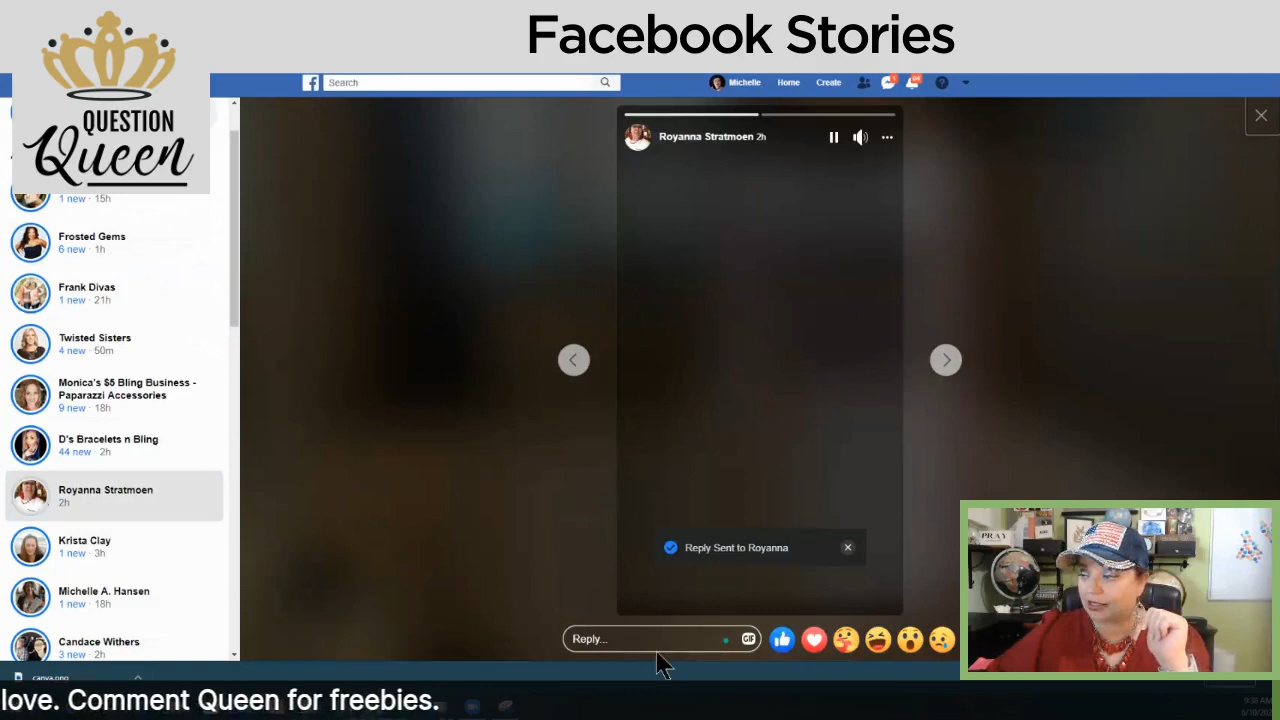 Facebook Stories
QUESTION
Queen
Search
Michelle
Home
Create
1 new · 15h
Frosted Gems
6 new · 1h
Frank Divas
1 new · 21h
Twisted Sisters
4 new · 50m
Monica's $5 Bling Business -
Paparazzi Accessories
9 new · 18h
D's Bracelets n Bling
44 new · 2h
Royanna Stratmoen
2h
Krista Clay
1 new · 3h
Michelle A. Hansen
1 new · 18h
Candace Withers
3 new · 2h
Royanna Stratmoen 2h
Reply Sent to Royanna
Reply...
GIF
PRAY
canva.png
love. Comment Queen for freebies.